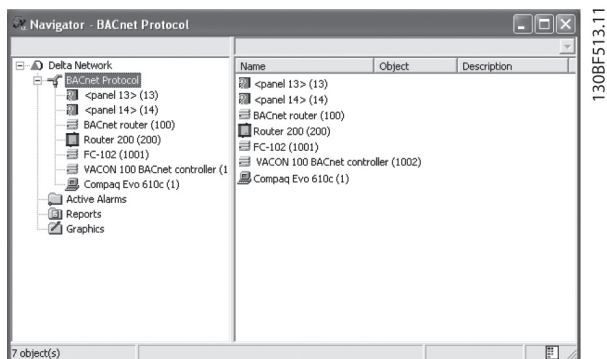 Navigator - BACnet Protocol
Delta Network
BACnet Protocol
<panel 13> (13)
<panel 14> (14)
BACnet router (100)
Router 200 (200)
FC-102 (1001)
VACON 100 BACnet controller (1
Compaq Evo 610c (1)
Active Alarms
Reports
Graphics
Name Object Description
<panel 13> (13)
<panel 14> (14)
BACnet router (100)
Router 200 (200)
FC-102 (1001)
VACON 100 BACnet controller (1002)
Compaq Evo 610c (1)
7 object(s)
130BF513.11